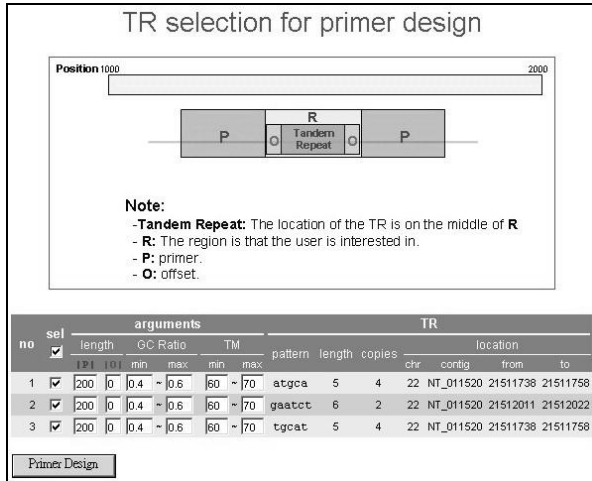 TR selection for primer design
Position 1000 2000
R
P O Tandem Repeat O P
Note:
-Tandem Repeat: The location of the TR is on the middle of R
- R: The region is that the user is interested in.
- P: primer.
- O: offset.
no sel arguments TR
length GC Ratio TM pattern length copies location
|P| |O| min max min max chr contig from to
1 200 0 0.4 ~ 0.6 60 ~ 70 atgca 5 4 22 NT_011520 21511738 21511758
2 200 0 0.4 ~ 0.6 60 ~ 70 gaatct 6 2 22 NT_011520 21512011 21512022
3 200 0 0.4 ~ 0.6 60 ~ 70 tgcat 5 4 22 NT_011520 21511738 21511758
Primer Design